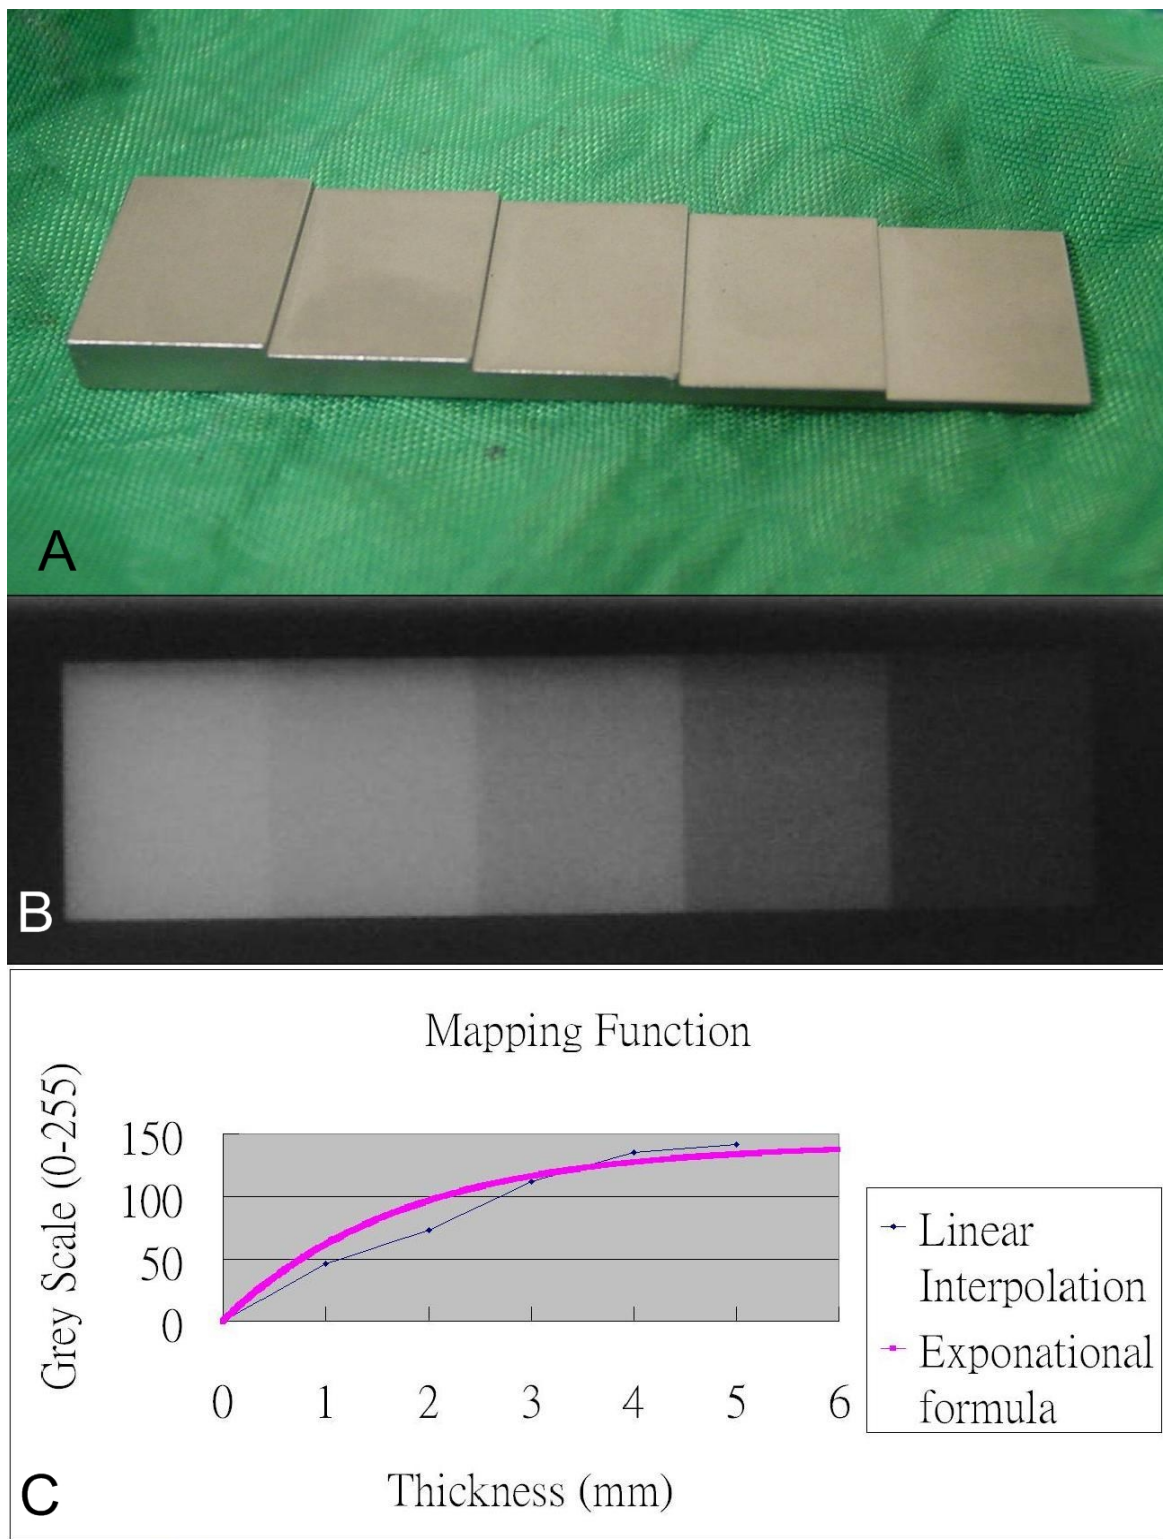 A
B
Mapping Function
Grey Scale (0-255)
150
100
50
0
0 1 2 3 4 5 6
Thickness (mm)
Linear
Interpolation
Exponational
formula
C